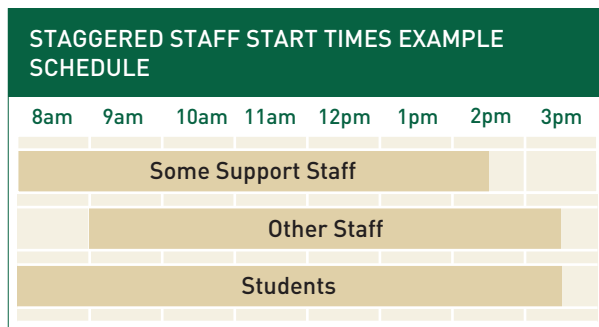 STAGGERED STAFF START TIMES EXAMPLE
SCHEDULE
8am 9am 10am 11am 12pm 1pm 2pm 3pm
Some Support Staff
Other Staff
Students